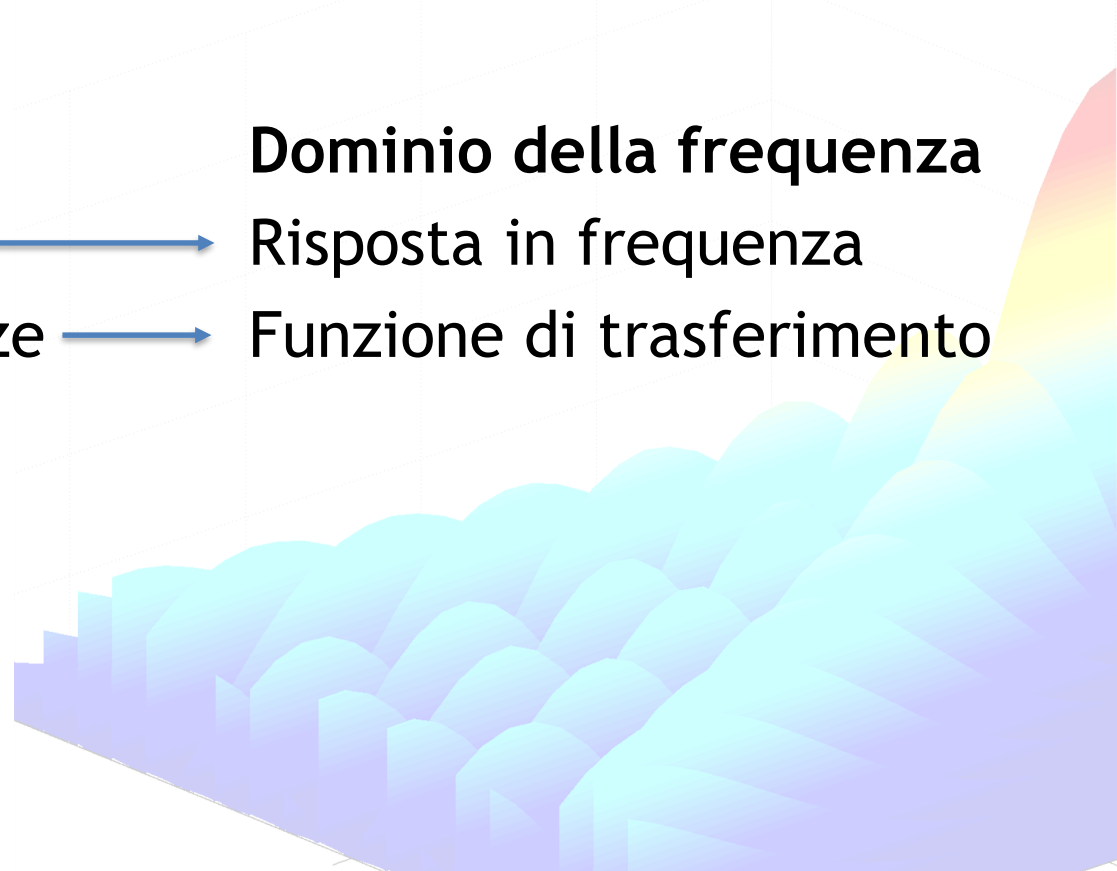 Dominio della frequenza
Risposta in frequenza
ze Funzione di trasferimento